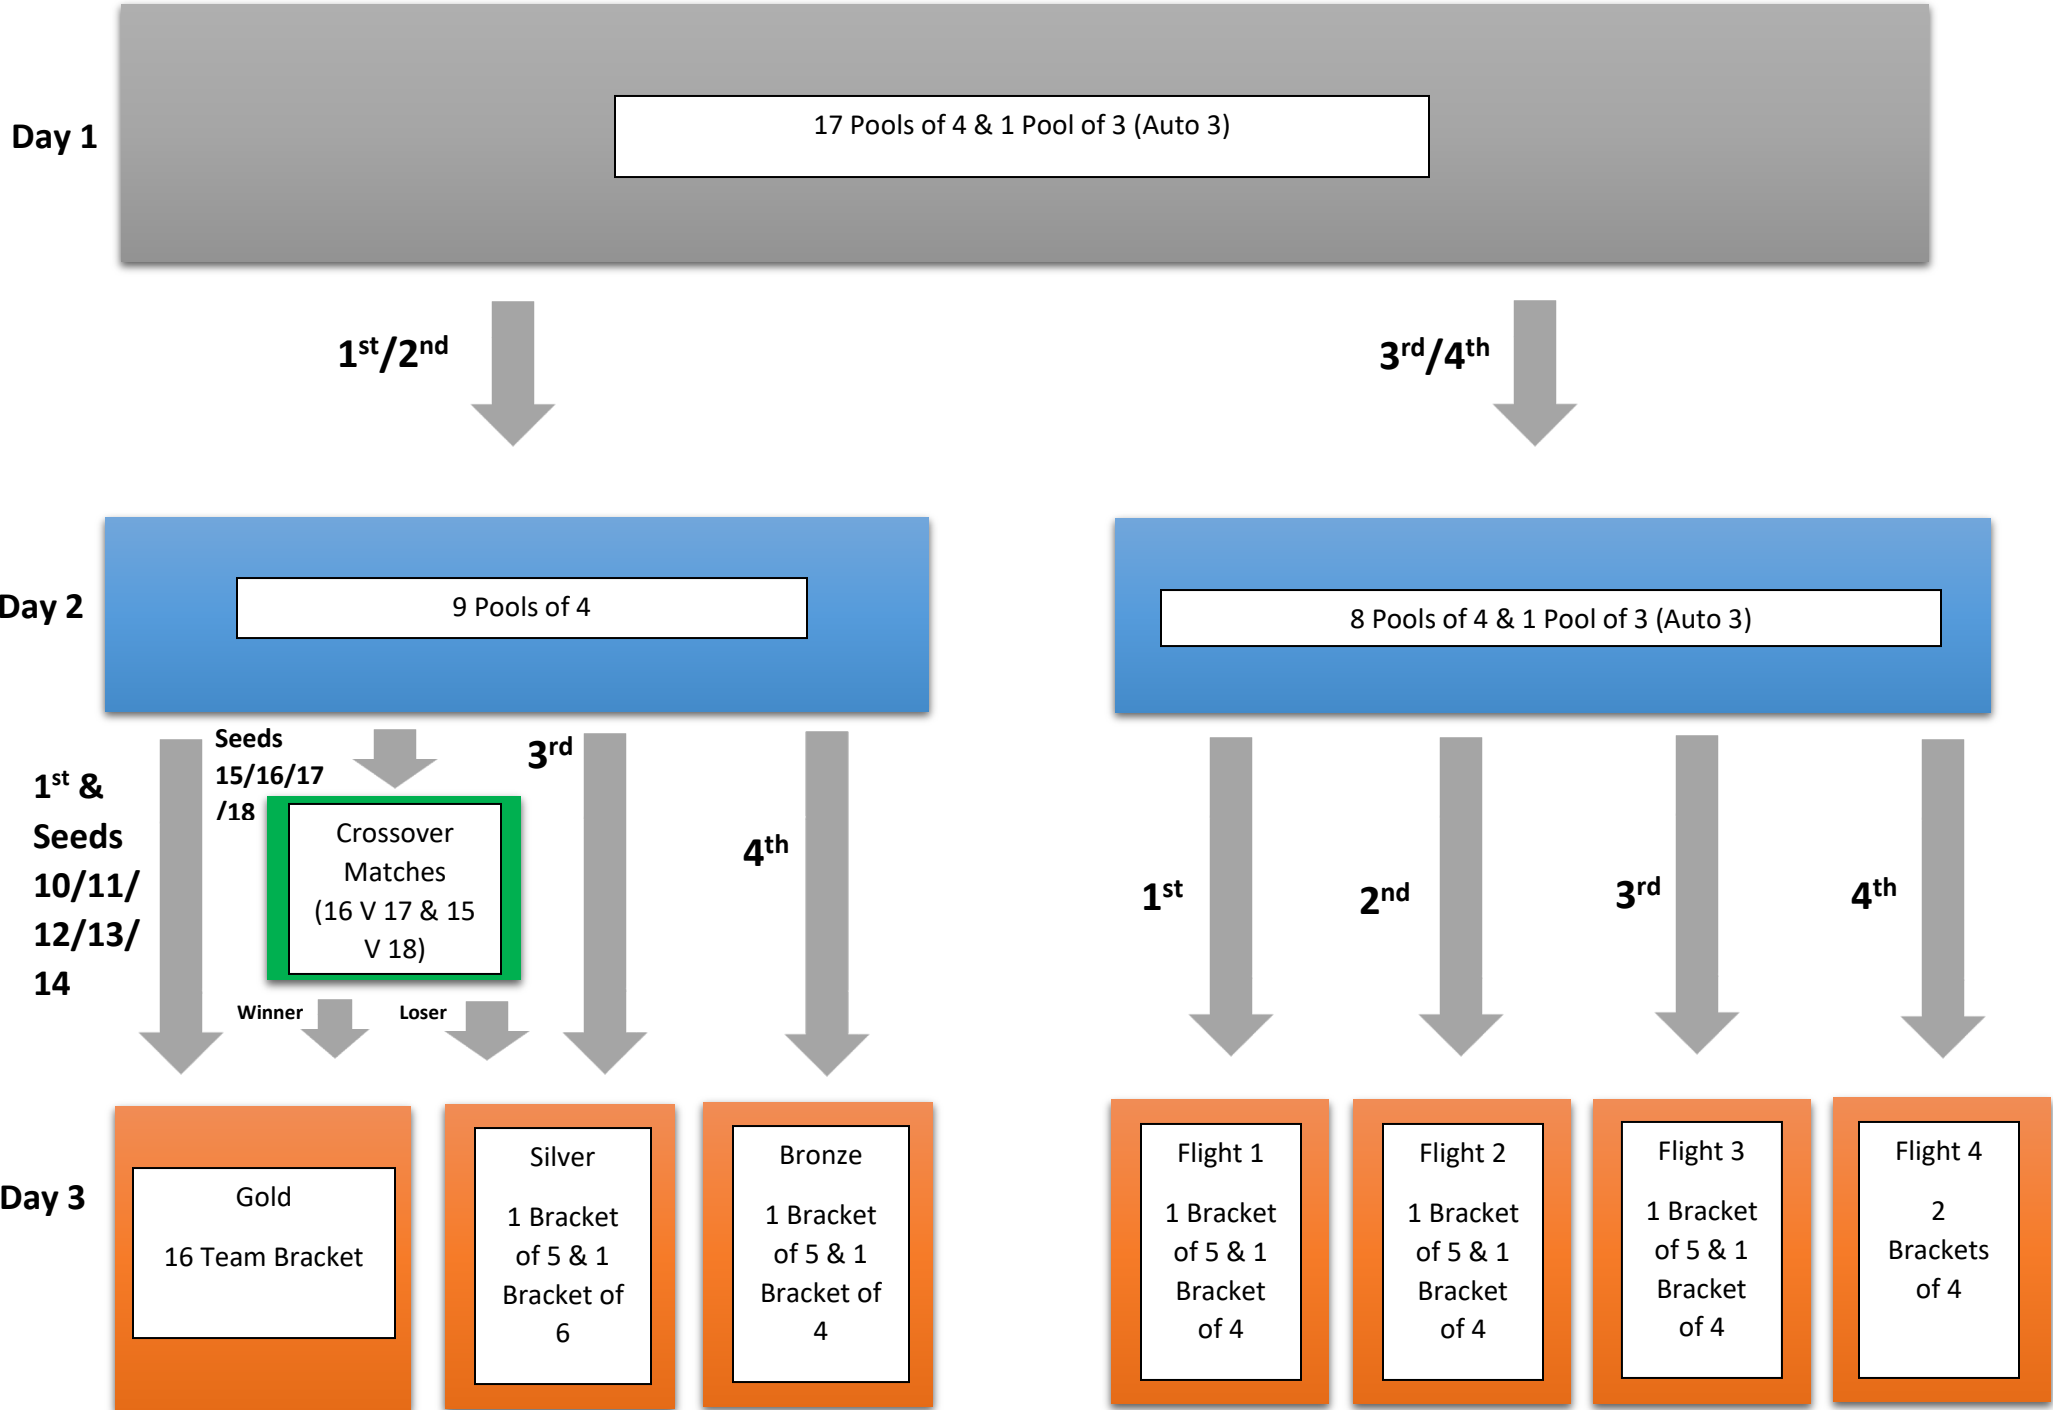 Day 1
17 Pools of 4 & 1 Pool of 3 (Auto 3)
1st/2nd
3rd/4th
Day 2
9 Pools of 4
8 Pools of 4 & 1 Pool of 3 (Auto 3)
1st &
Seeds
10/11/
12/13/
14
Seeds
15/16/17
/18
Crossover
Matches
(16 V 17 & 15
V 18)
Winner
Loser
3rd
4th
1st
2nd
3rd
4th
Day 3
Gold
16 Team Bracket
Silver
1 Bracket
of 5 & 1
Bracket of
6
Bronze
1 Bracket
of 5 & 1
Bracket of
4
Flight 1
1 Bracket
of 5 & 1
Bracket
of 4
Flight 2
1 Bracket
of 5 & 1
Bracket
of 4
Flight 3
1 Bracket
of 5 & 1
Bracket
of 4
Flight 4
2
Brackets
of 4